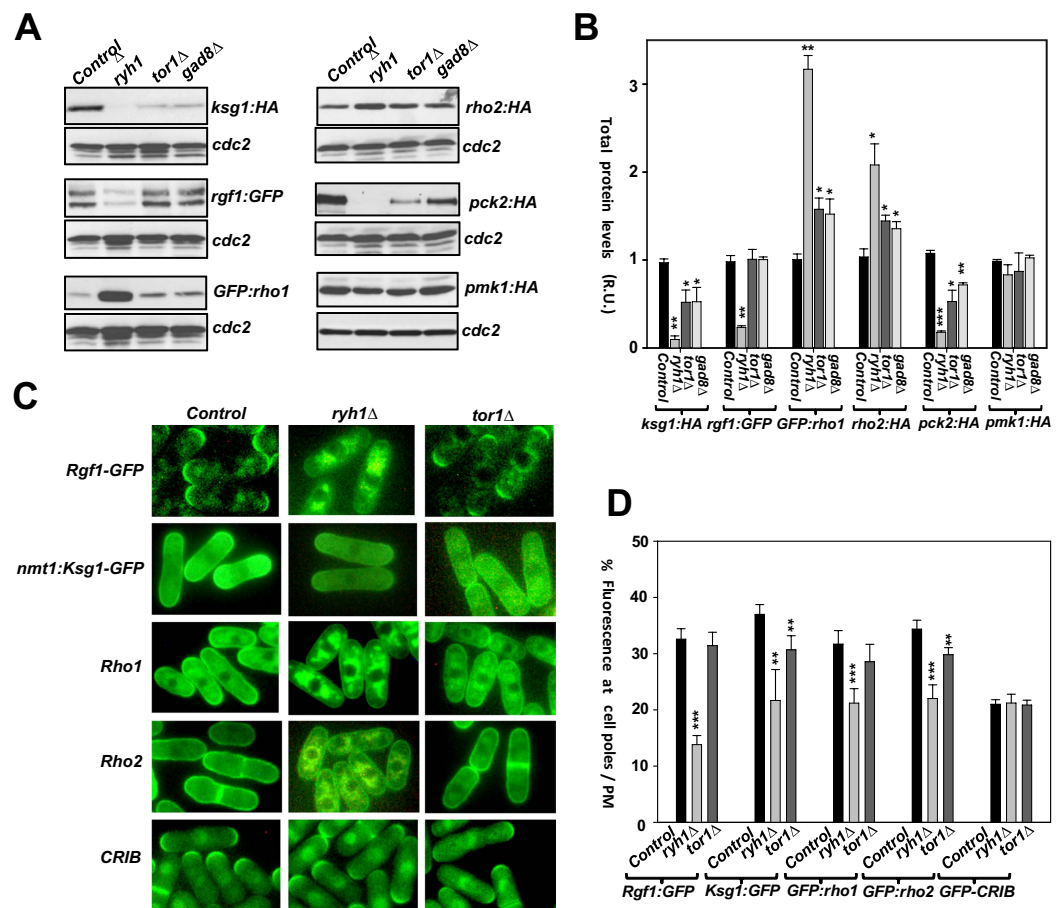 A
Control
Δ
ryh1
tor1Δ
gad8Δ
ksg1:HA
cdc2
rgf1:GFP
cdc2
GFP:rho1
cdc2
Control
Δ
ryh1
tor1Δ
gad8Δ
rho2:HA
cdc2
pck2:HA
cdc2
pmk1:HA
cdc2
B
Total protein levels (R.U.)
3
2
1
0
** * * ** ** * * * * * *** * **
Control ryh1Δ tor1Δ gad8Δ Control ryh1Δ tor1Δ gad8Δ Control ryh1Δ tor1Δ gad8Δ Control ryh1Δ tor1Δ gad8Δ Control ryh1Δ tor1Δ gad8Δ Control ryh1Δ tor1Δ gad8Δ
ksg1:HA rgf1:GFP GFP:rho1 rho2:HA pck2:HA pmk1:HA
C
Control ryh1Δ tor1Δ
Rgf1-GFP
nmt1:Ksg1-GFP
Rho1
Rho2
CRIB
D
% Fluorescence at cell poles / PM
50
40
30
20
10
0
*** ** ** *** *** **
Control ryh1Δ tor1Δ Control ryh1Δ tor1Δ Control ryh1Δ tor1Δ Control ryh1Δ tor1Δ Control ryh1Δ tor1Δ
Rgf1:GFP Ksg1:GFP GFP:rho1 GFP:rho2 GFP-CRIB